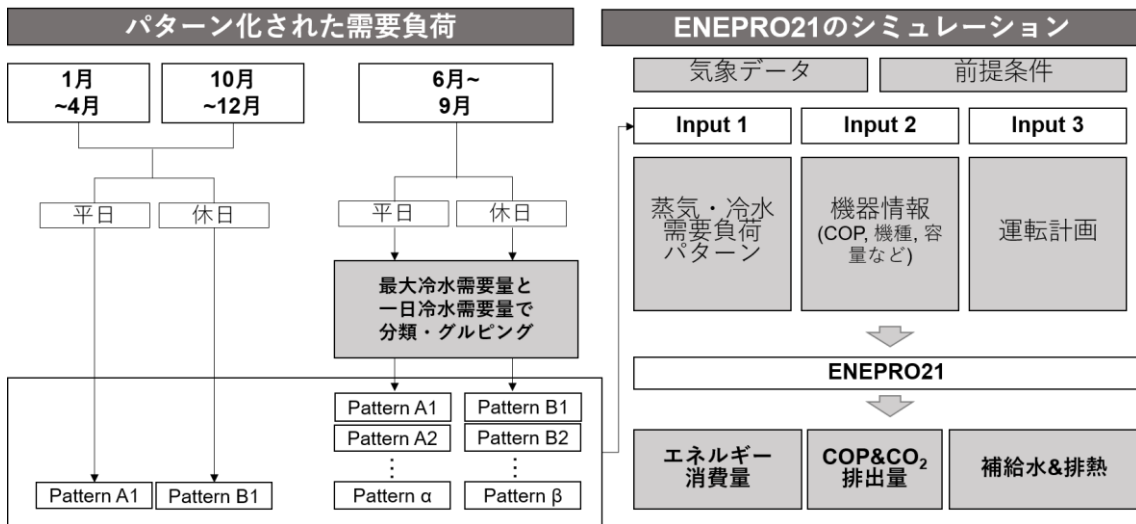 パターン化された需要負荷
1月
~4月
10月
~12月
6月~
9月
平日
休日
平日
休日
最大冷水需要量と
一日冷水需要量で
分類・グルピング
Pattern A1
Pattern B1
Pattern A2
Pattern B2
⋮
⋮
Pattern A1
Pattern B1
Pattern α
Pattern β
ENEPRO21のシミュレーション
気象データ
前提条件
Input 1
Input 2
Input 3
蒸気・冷水
需要負荷
パターン
機器情報
(COP, 機種, 容
量など)
運転計画
ENEPRO21
エネルギー
消費量
COP&CO₂
排出量
補給水&排熱